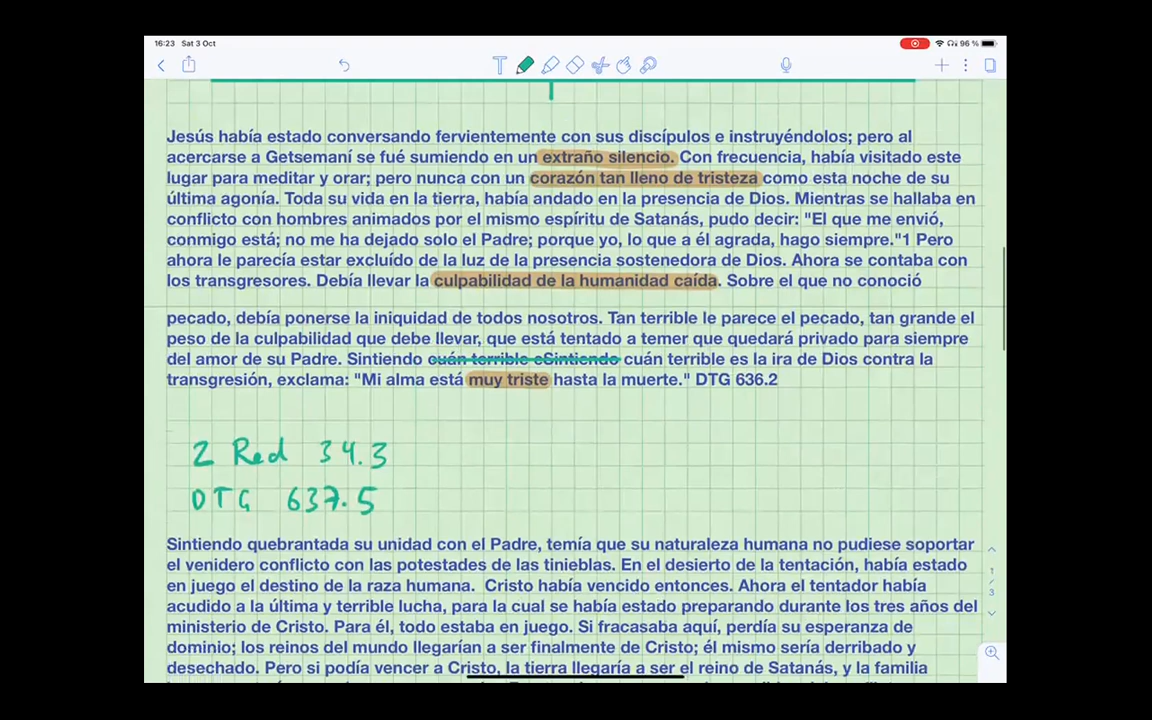 16:23 Sat 3 Oct 96 %
Jesús había estado conversando fervientemente con sus discípulos e instruyéndolos; pero al
acercarse a Getsemaní se fué sumiendo en un extraño silencio. Con frecuencia, había visitado este
lugar para meditar y orar; pero nunca con un corazón tan lleno de tristeza como esta noche de su
última agonía. Toda su vida en la tierra, había andado en la presencia de Dios. Mientras se hallaba en
conflicto con hombres animados por el mismo espíritu de Satanás, pudo decir: "El que me envió,
conmigo está; no me ha dejado solo el Padre; porque yo, lo que a él agrada, hago siempre."1 Pero
ahora le parecía estar excluído de la luz de la presencia sostenedora de Dios. Ahora se contaba con
los transgresores. Debía llevar la culpabilidad de la humanidad caída. Sobre el que no conoció
pecado, debía ponerse la iniquidad de todos nosotros. Tan terrible le parece el pecado, tan grande el
peso de la culpabilidad que debe llevar, que está tentado a temer que quedará privado para siempre
del amor de su Padre. Sintiendo cuán terrible eSintiendo cuán terrible es la ira de Dios contra la
transgresión, exclama: "Mi alma está muy triste hasta la muerte." DTG 636.2
2 Red 34.3
DTG 637.5
Sintiendo quebrantada su unidad con el Padre, temía que su naturaleza humana no pudiese soportar
el venidero conflicto con las potestades de las tinieblas. En el desierto de la tentación, había estado
en juego el destino de la raza humana. Cristo había vencido entonces. Ahora el tentador había
acudido a la última y terrible lucha, para la cual se había estado preparando durante los tres años del
ministerio de Cristo. Para él, todo estaba en juego. Si fracasaba aquí, perdía su esperanza de
dominio; los reinos del mundo llegarían a ser finalmente de Cristo; él mismo sería derribado y
desechado. Pero si podía vencer a Cristo, la tierra llegaría a ser el reino de Satanás, y la familia
1
/
3